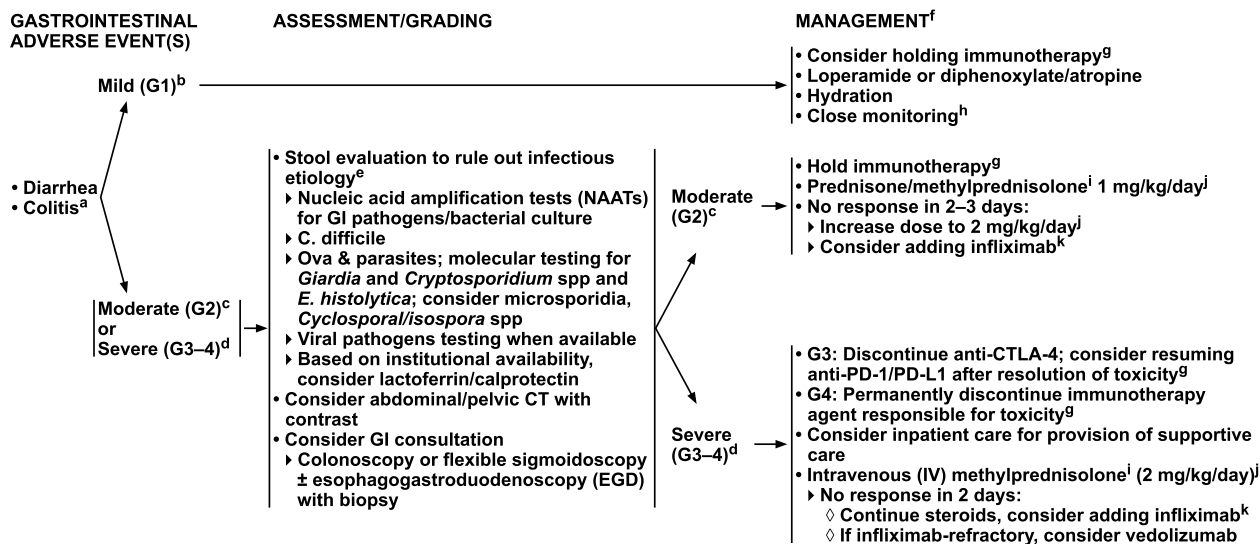 GASTROINTESTINAL
ADVERSE EVENT(S)
ASSESSMENT/GRADING
MANAGEMENTᶠ
• Diarrhea
• Colitisᵃ
Mild (G1)ᵇ
• Consider holding immunotherapyᵍ
• Loperamide or diphenoxylate/atropine
• Hydration
• Close monitoringʰ
Moderate (G2)ᶜ
or
Severe (G3–4)ᵈ
• Stool evaluation to rule out infectious
etiologyᵉ
▸ Nucleic acid amplification tests (NAATs)
for GI pathogens/bacterial culture
▸ C. difficile
▸ Ova & parasites; molecular testing for
Giardia and Cryptosporidium spp and
E. histolytica; consider microsporidia,
Cyclosporal/isospora spp
▸ Viral pathogens testing when available
▸ Based on institutional availability,
consider lactoferrin/calprotectin
• Consider abdominal/pelvic CT with
contrast
• Consider GI consultation
▸ Colonoscopy or flexible sigmoidoscopy
± esophagogastroduodenoscopy (EGD)
with biopsy
Moderate
(G2)ᶜ
• Hold immunotherapyᵍ
• Prednisone/methylprednisoloneⁱ 1 mg/kg/dayʲ
• No response in 2–3 days:
▸ Increase dose to 2 mg/kg/dayʲ
▸ Consider adding infliximabᵏ
Severe
(G3–4)ᵈ
• G3: Discontinue anti-CTLA-4; consider resuming
anti-PD-1/PD-L1 after resolution of toxicityᵍ
• G4: Permanently discontinue immunotherapy
agent responsible for toxicityᵍ
• Consider inpatient care for provision of supportive
care
• Intravenous (IV) methylprednisoloneⁱ (2 mg/kg/day)ʲ
▸ No response in 2 days:
◊ Continue steroids, consider adding infliximabᵏ
◊ If infliximab-refractory, consider vedolizumab